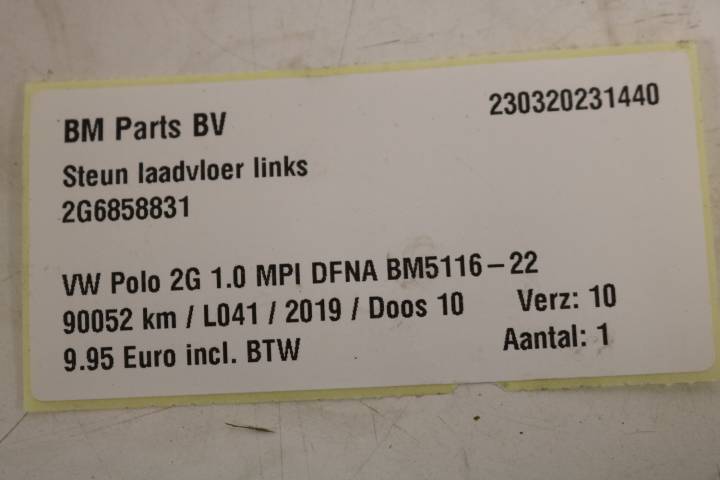 BM Parts BV 230320231440
Steun laadvloer links
2G6858831
VW Polo 2G 1.0 MPI DFNA BM5116-22
90052 km / L041 / 2019 / Doos 10 Verz: 10
9.95 Euro incl. BTW Aantal: 1